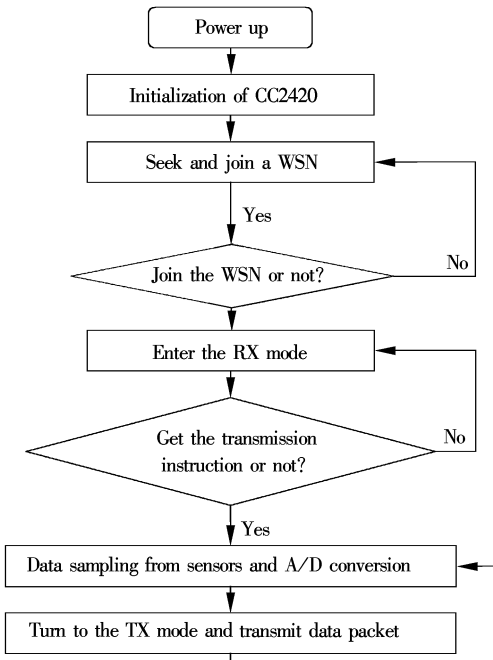 Power up
Initialization of CC2420
Seek and join a WSN
Yes
Join the WSN or not?
No
Enter the RX mode
Get the transmission
instruction or not?
No
Yes
Data sampling from sensors and A/D conversion
Turn to the TX mode and transmit data packet